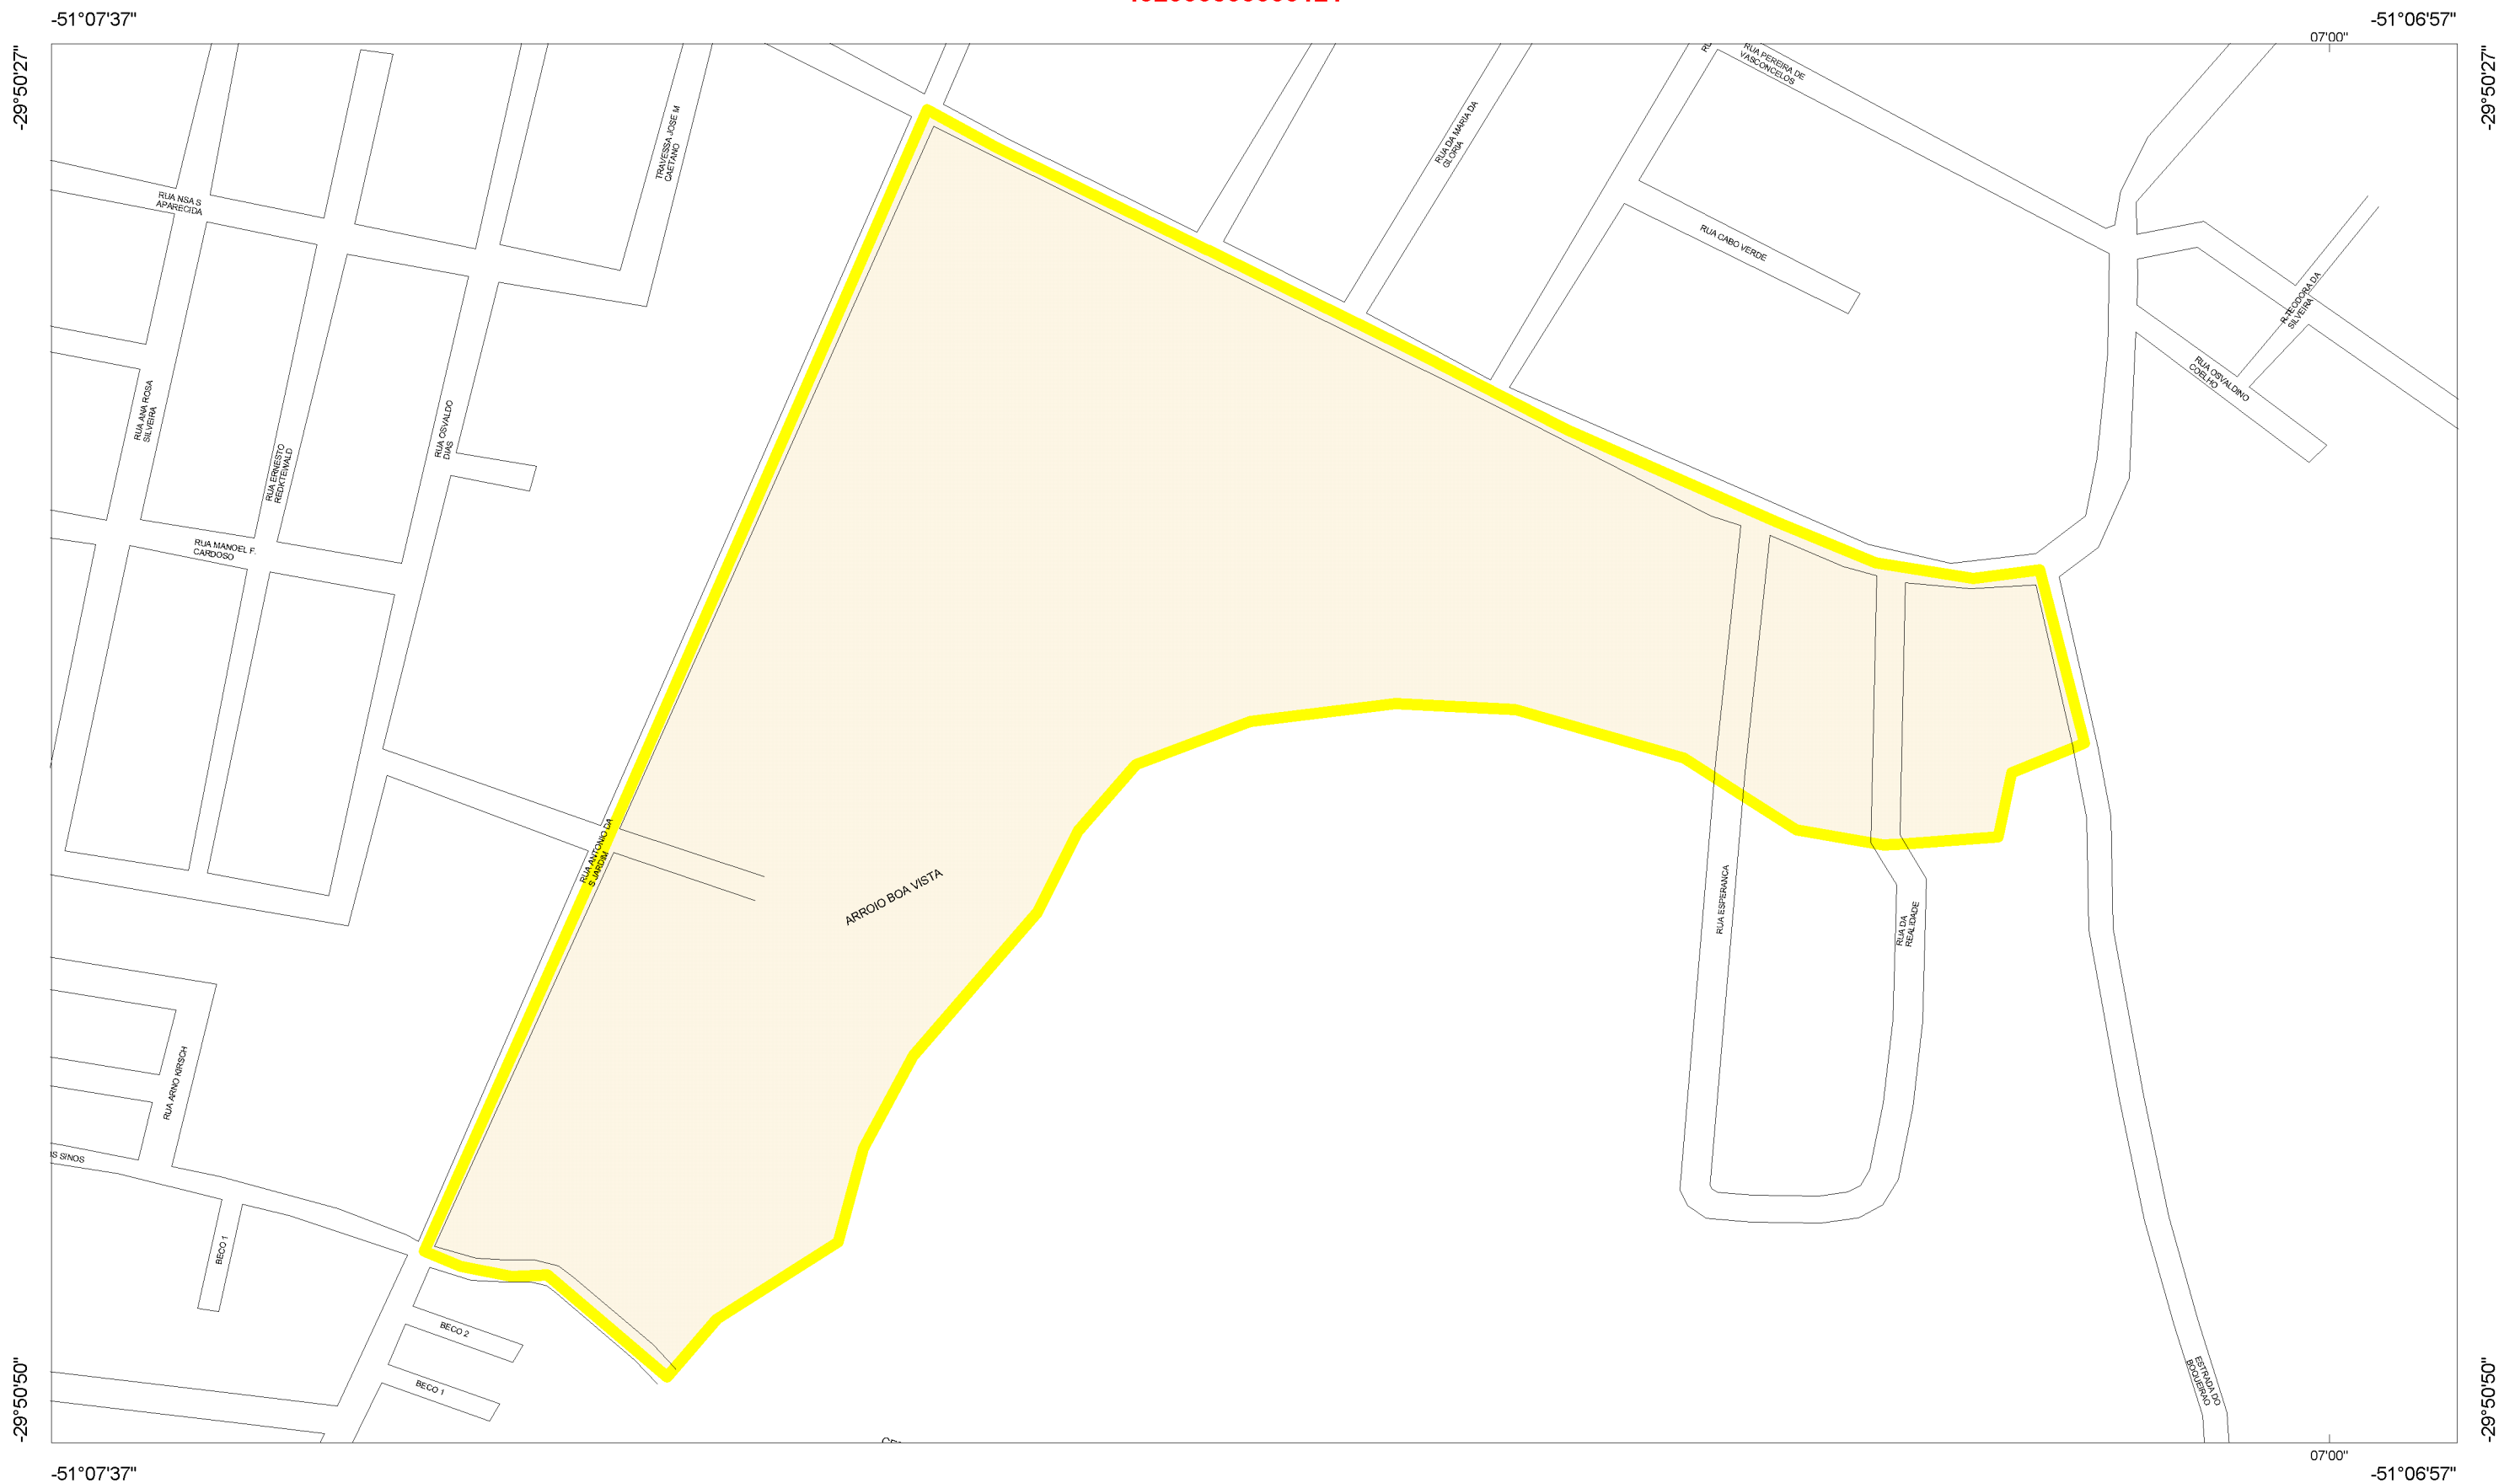 -51°07'37"
-51°06'57"
07'00"
-29°50'27"
-29°50'27"
RUA PEREIRA DE
VASCONCELOS
TRAVESSA JOSE M
CAETANO
RUA DA MARIA DA
GLORIA
RUA NSA S
APARECIDA
RUA CABO VERDE
R TEODORA DA
SILVEIRA
RUA OSVALDINO
COELHO
RUA ANA ROSA
SILVEIRA
RUA OSVALDO
DIAS
RUA ERNESTO
REDKTEWALD
RUA MANOEL F.
CARDOSO
RUA ANTONIO DA
S JARDIM
ARROIO BOA VISTA
RUA ESPERANCA
RUA DA
REALIDADE
RUA ARNO KIRSCH
AS SINOS
BECO 1
BECO 2
BECO 1
ESTRADA DO
BOQUEIRAO
-29°50'50"
-29°50'50"
07'00"
-51°07'37"
-51°06'57"